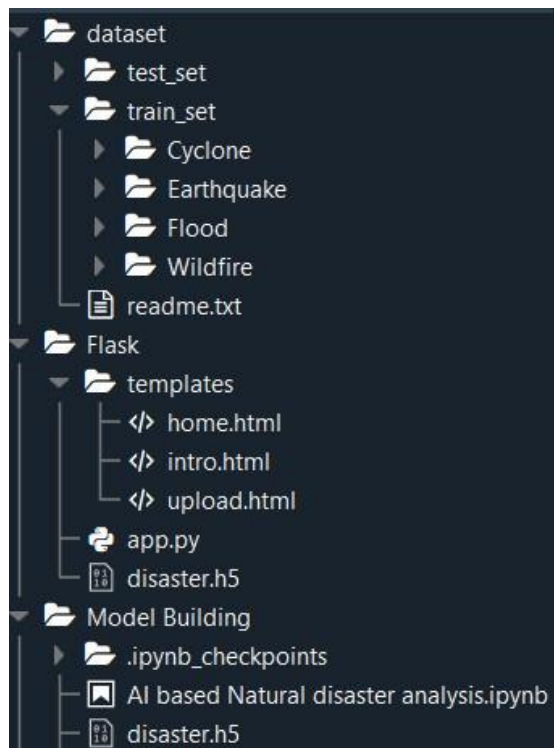 dataset
test_set
train_set
Cyclone
Earthquake
Flood
Wildfire
readme.txt
Flask
templates
home.html
intro.html
upload.html
app.py
disaster.h5
Model Building
.ipynb_checkpoints
AI based Natural disaster analysis.ipynb
disaster.h5